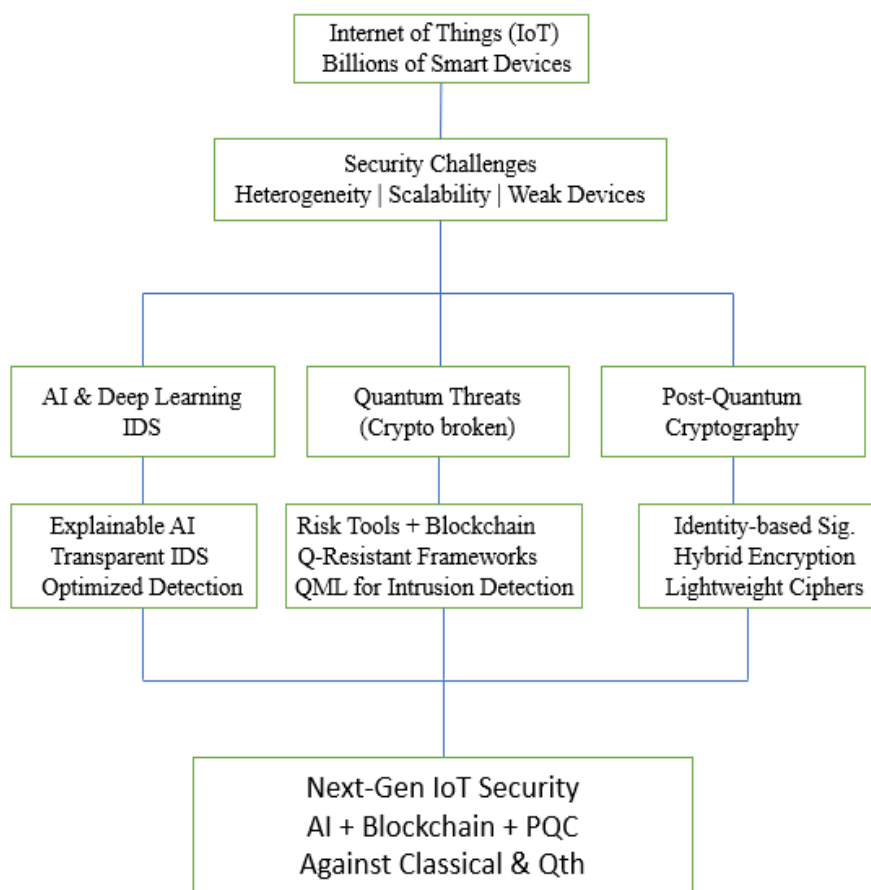 Internet of Things (IoT)
Billions of Smart Devices
Security Challenges
Heterogeneity | Scalability | Weak Devices
AI & Deep Learning
IDS
Quantum Threats
(Crypto broken)
Post-Quantum
Cryptography
Explainable AI
Transparent IDS
Optimized Detection
Risk Tools + Blockchain
Q-Resistant Frameworks
QML for Intrusion Detection
Identity-based Sig.
Hybrid Encryption
Lightweight Ciphers
Next-Gen IoT Security
AI + Blockchain + PQC
Against Classical & Qth